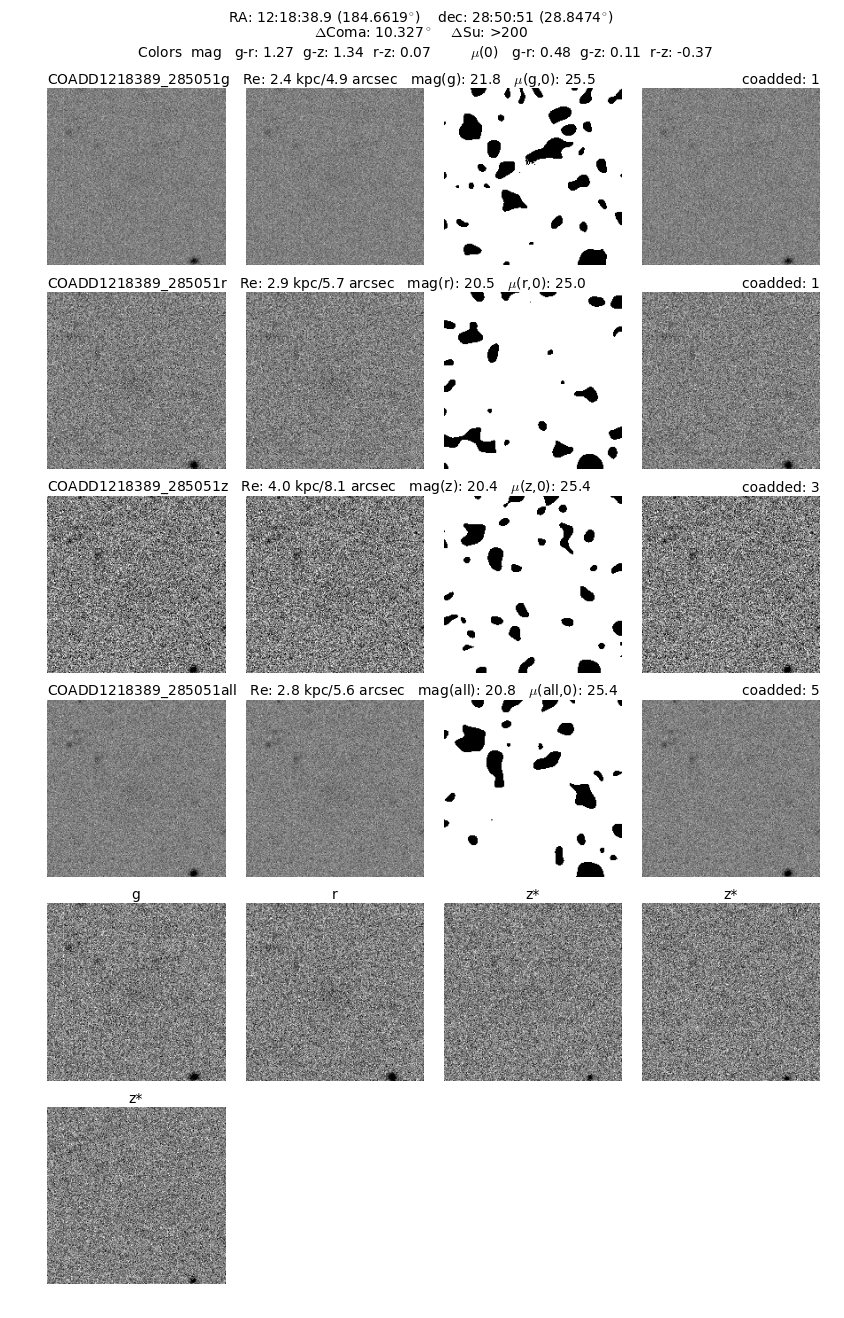 RA: 12:18:38.9 (184.6619°)    dec: 28:50:51 (28.8474°)
ΔComa: 10.327°    ΔSu: >200
Colors  mag   g-r: 1.27  g-z: 1.34  r-z: 0.07    μ(0)   g-r: 0.48  g-z: 0.11  r-z: -0.37
COADD1218389_285051g   Re: 2.4 kpc/4.9 arcsec   mag(g): 21.8   μ(g,0): 25.5    coadded: 1
COADD1218389_285051r   Re: 2.9 kpc/5.7 arcsec   mag(r): 20.5   μ(r,0): 25.0    coadded: 1
COADD1218389_285051z   Re: 4.0 kpc/8.1 arcsec   mag(z): 20.4   μ(z,0): 25.4    coadded: 3
COADD1218389_285051all   Re: 2.8 kpc/5.6 arcsec   mag(all): 20.8   μ(all,0): 25.4    coadded: 5
g    r    z*    z*
z*